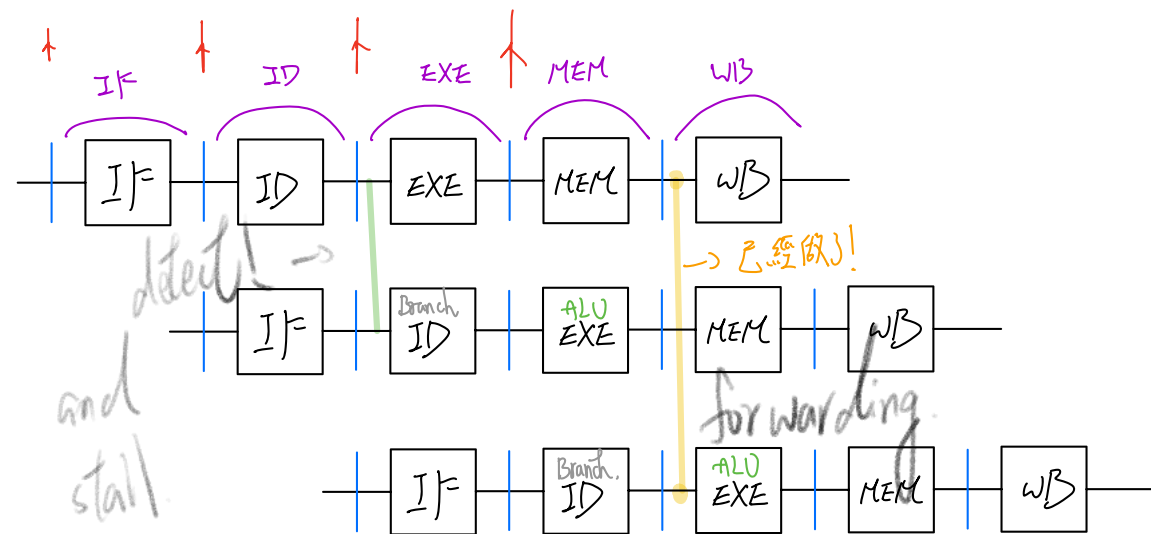 IF ID EXE MEM WB
IF ID EXE MEM WB
detect! →
→ 已經做了!
Branch ALU
IF ID EXE MEM WB
and
stall.
forwarding.
Branch. ALU
IF ID EXE MEM WB